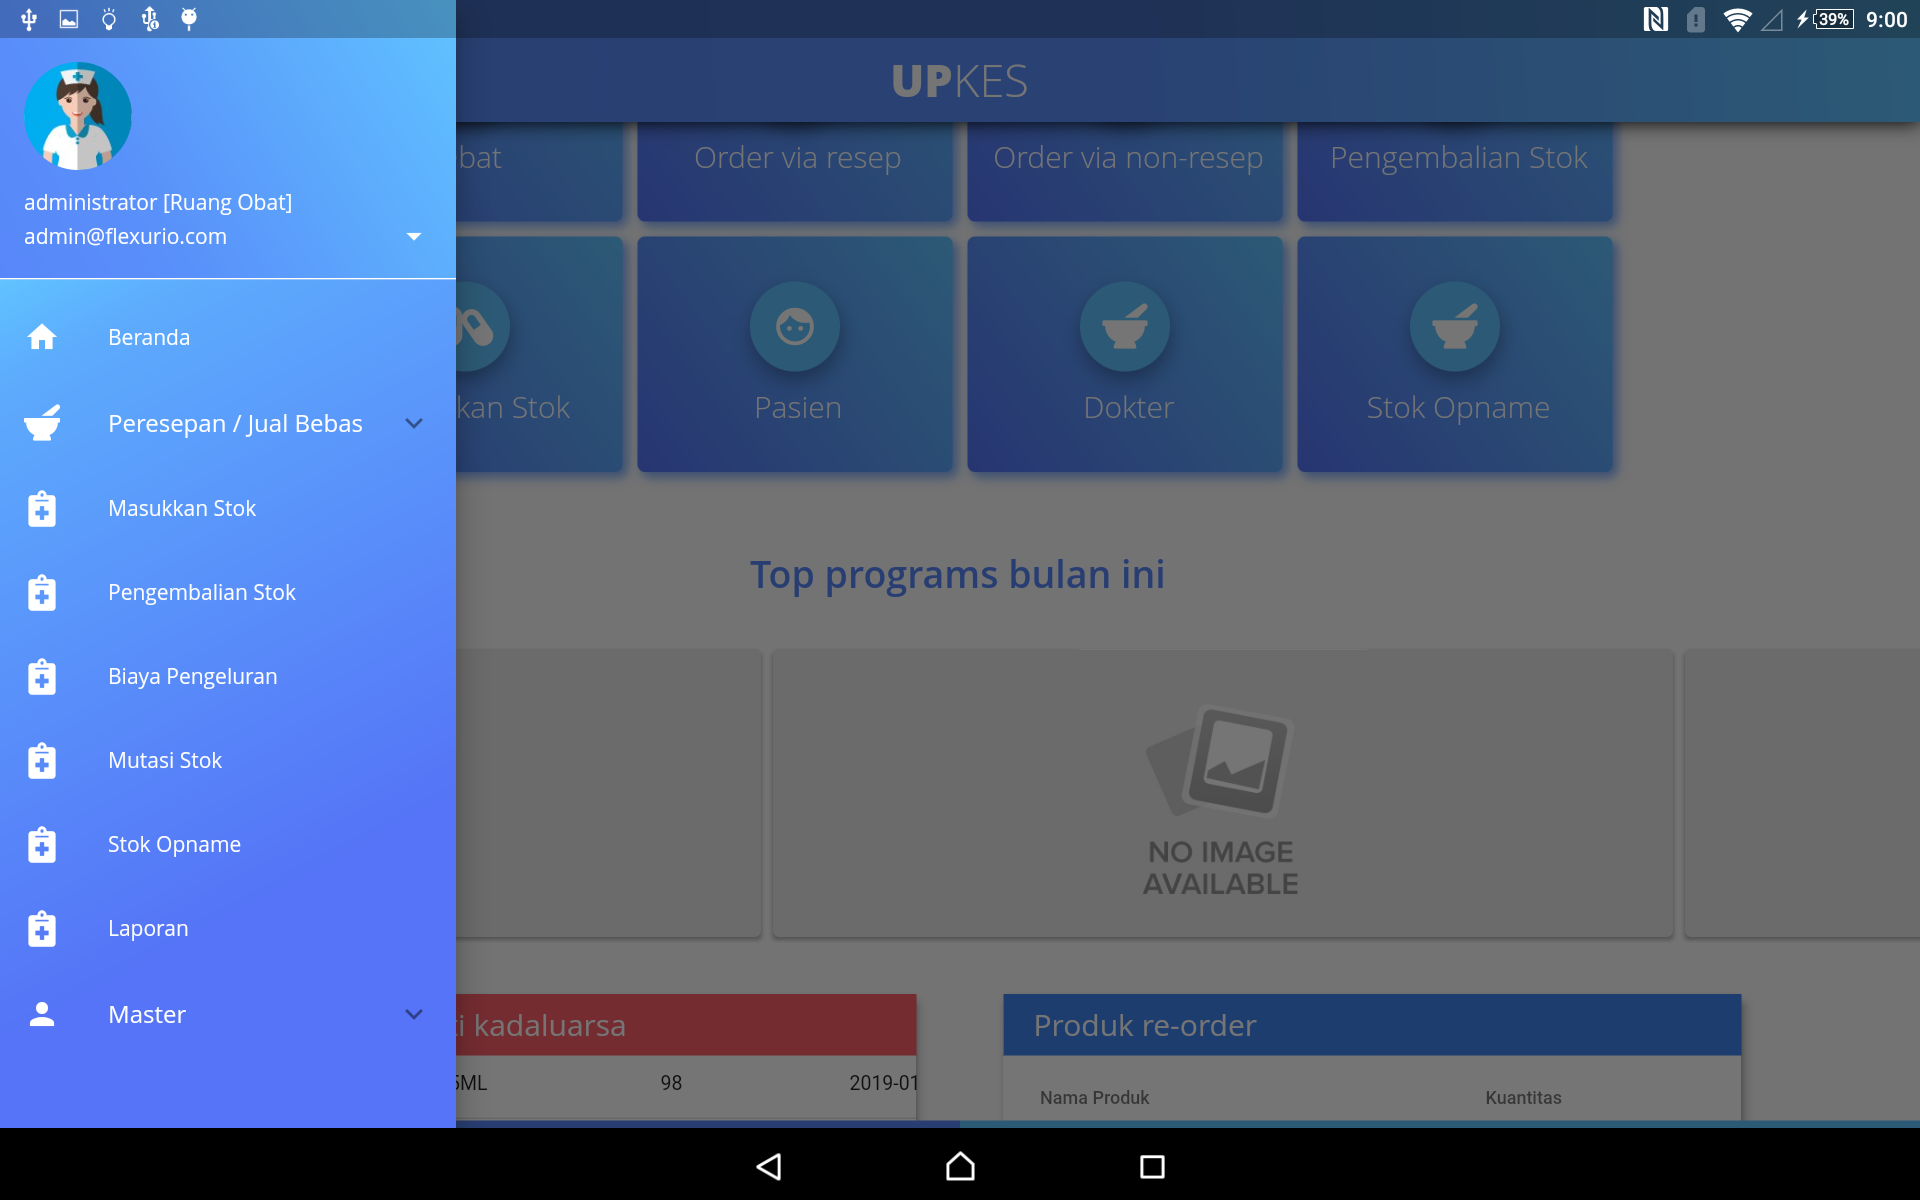 39% 9:00
UPKES
administrator [Ruang Obat]
admin@flexurio.com
Beranda
Peresepan / Jual Bebas
Masukkan Stok
Pengembalian Stok
Biaya Pengeluran
Mutasi Stok
Stok Opname
Laporan
Master
bat
Order via resep
Order via non-resep
Pengembalian Stok
kan Stok
Pasien
Dokter
Stok Opname
Top programs bulan ini
NO IMAGE
AVAILABLE
kadaluarsa
5ML 98 2019-01
Produk re-order
Nama Produk Kuantitas